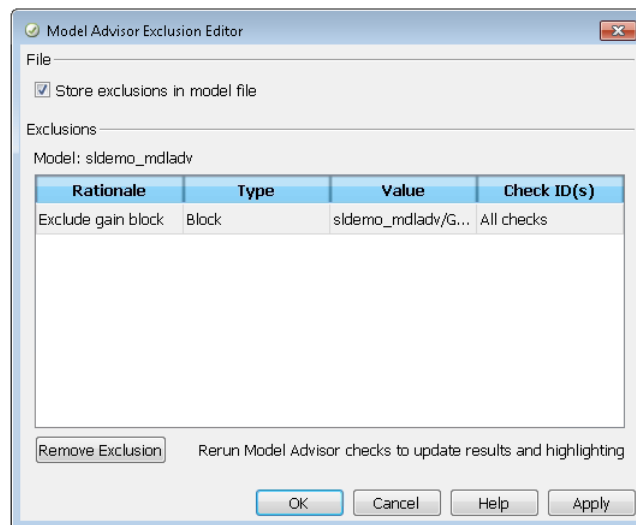 Model Advisor Exclusion Editor
File
Store exclusions in model file
Exclusions
Model: sldemo_mdladv
Rationale Type Value Check ID(s)
Exclude gain block Block sldemo_mdladv/G... All checks
Remove Exclusion Rerun Model Advisor checks to update results and highlighting
OK Cancel Help Apply